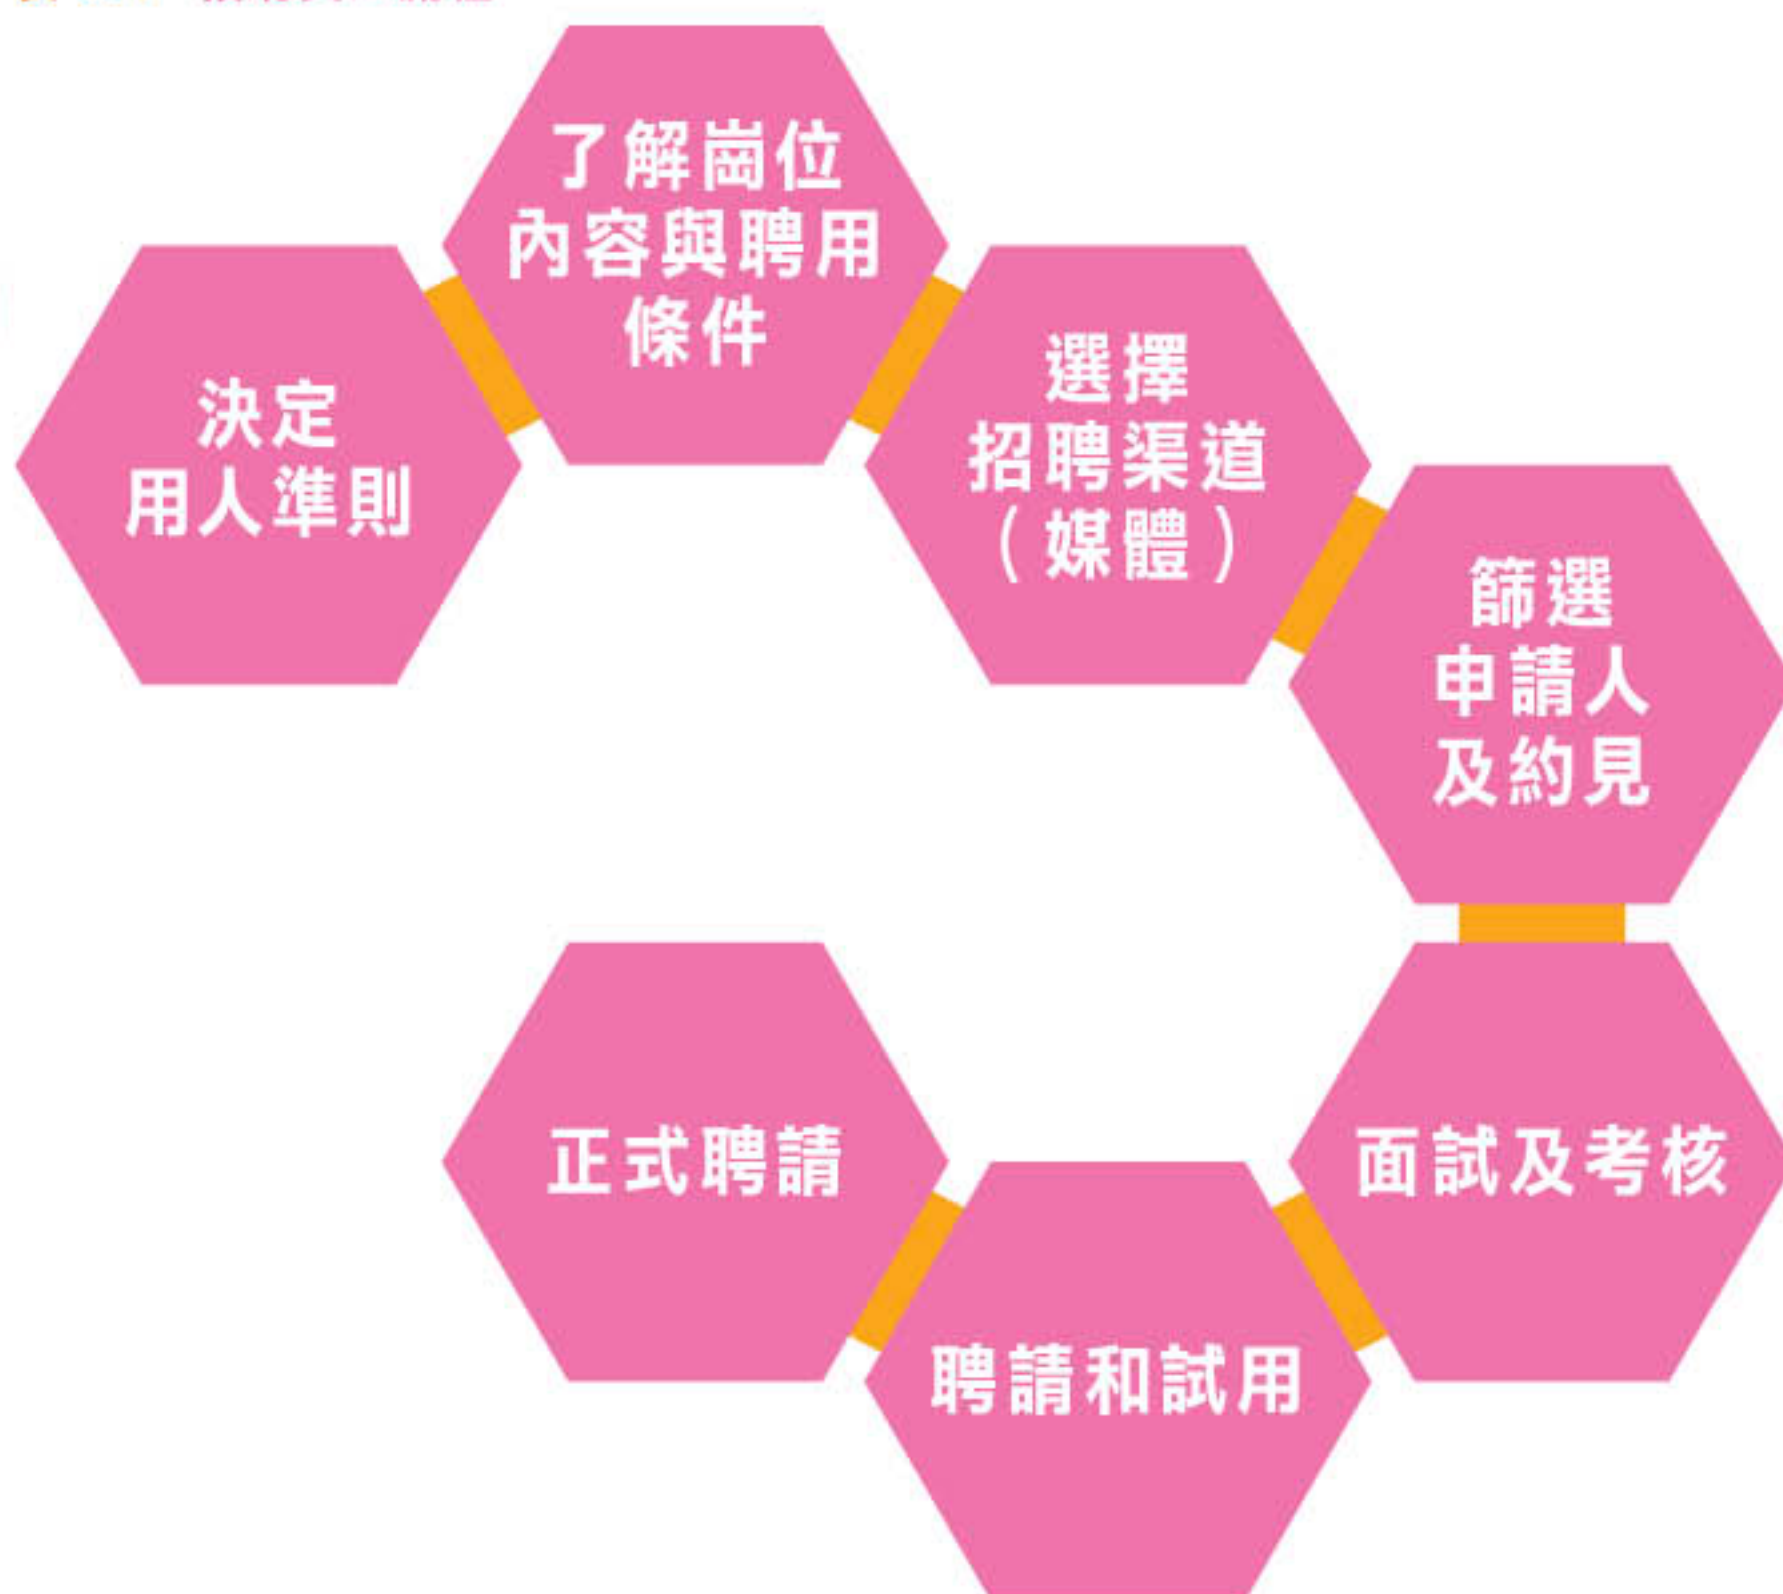 決定
用人準則
了解崗位
內容與聘用
條件
選擇
招聘渠道
（媒體）
篩選
申請人
及約見
面試及考核
聘請和試用
正式聘請